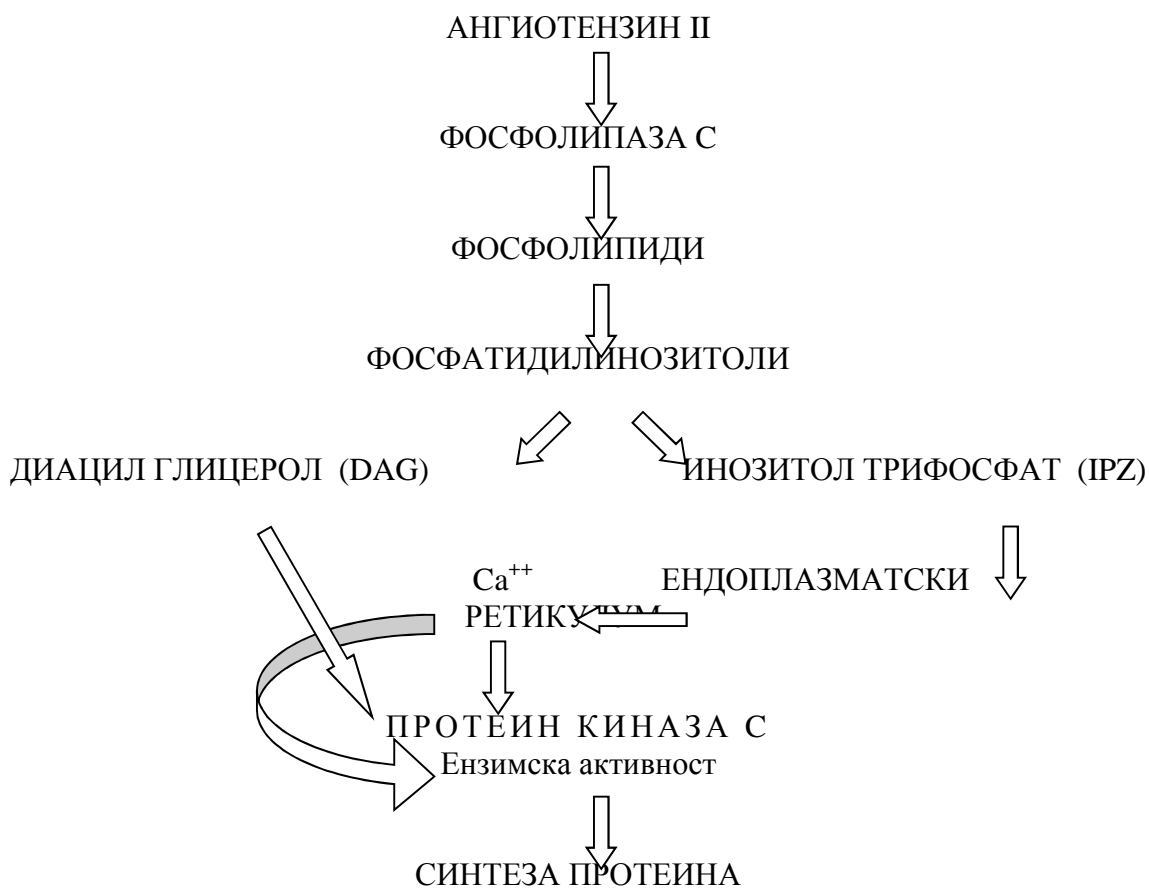 АНГИОТЕНЗИН II
ФОСФОЛИПАЗА C
ФОСФОЛИПИДИ
ФОСФАТИДИЛИНОЗИТОЛИ
ДИАЦИЛ ГЛИЦЕРОЛ (DAG) ИНОЗИТОЛ ТРИФОСФАТ (IPZ)
Ca++ ЕНДОПЛАЗМАТСКИ
РЕТИКУЛУМ
ПРОТЕИН КИНАЗА C
Ензимска активност
СИНТЕЗА ПРОТЕИНА